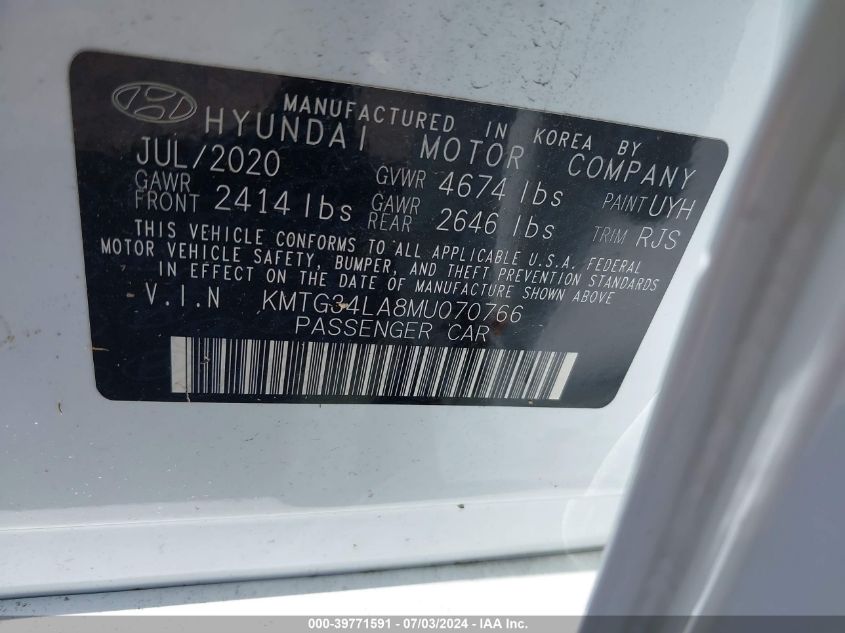 MANUFACTURED IN KOREA BY
HYUNDAI MOTOR COMPANY
JUL/2020 GVWR 4674 lbs PAINT UYH
GAWR FRONT 2414 lbs GAWR REAR 2646 lbs TRIM RJS
THIS VEHICLE CONFORMS TO ALL APPLICABLE U.S.A. FEDERAL
MOTOR VEHICLE SAFETY, BUMPER, AND THEFT PREVENTION STANDARDS
IN EFFECT ON THE DATE OF MANUFACTURE SHOWN ABOVE
V.I.N KMTG34LA8MU070766
PASSENGER CAR
000-39771591 - 07/03/2024 - IAA Inc.